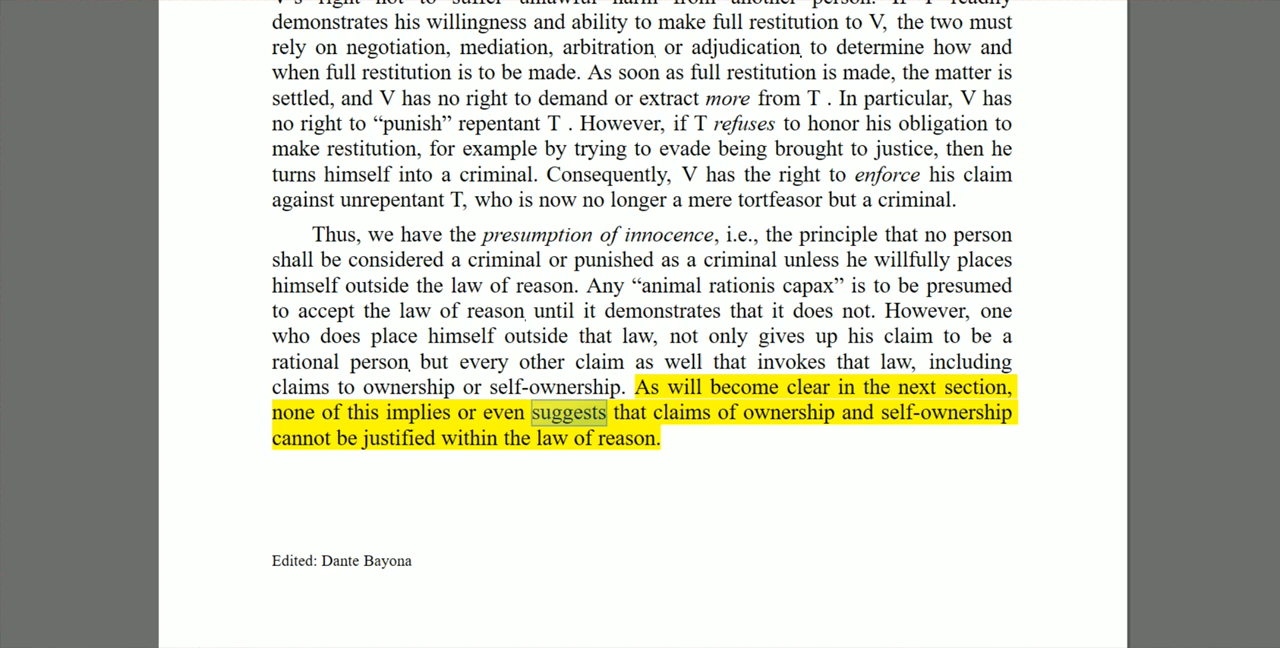 V's right not to suffer unlawful harm from another person. If T readily
demonstrates his willingness and ability to make full restitution to V, the two must
rely on negotiation, mediation, arbitration, or adjudication, to determine how and
when full restitution is to be made. As soon as full restitution is made, the matter is
settled, and V has no right to demand or extract more from T . In particular, V has
no right to “punish” repentant T . However, if T refuses to honor his obligation to
make restitution, for example by trying to evade being brought to justice, then he
turns himself into a criminal. Consequently, V has the right to enforce his claim
against unrepentant T, who is now no longer a mere tortfeasor but a criminal.
Thus, we have the presumption of innocence, i.e., the principle that no person
shall be considered a criminal or punished as a criminal unless he willfully places
himself outside the law of reason. Any “animal rationis capax” is to be presumed
to accept the law of reason, until it demonstrates that it does not. However, one
who does place himself outside that law, not only gives up his claim to be a
rational person, but every other claim as well that invokes that law, including
claims to ownership or self-ownership. As will become clear in the next section,
none of this implies or even suggests that claims of ownership and self-ownership
cannot be justified within the law of reason.
Edited: Dante Bayona